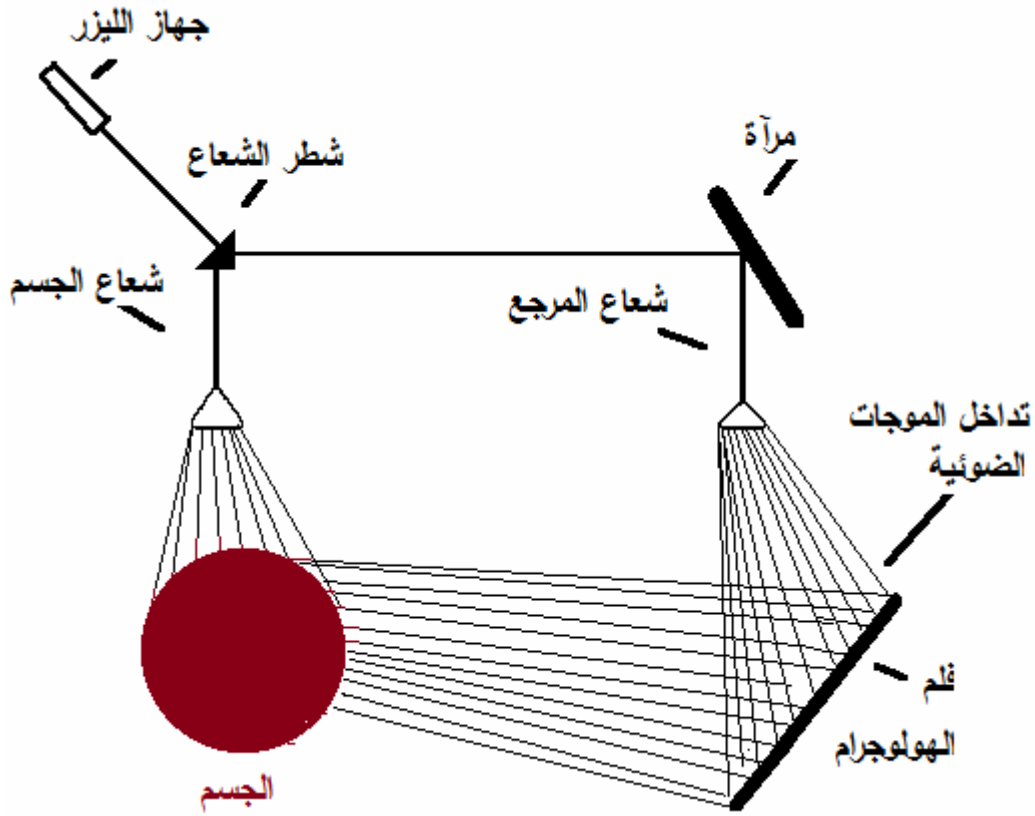 جهاز الليزر
مرآة
شطر الشعاع
شعاع الجسم
شعاع المرجع
تداخل الموجات
الضوئية
فلم
الهولوجرام
الجسم